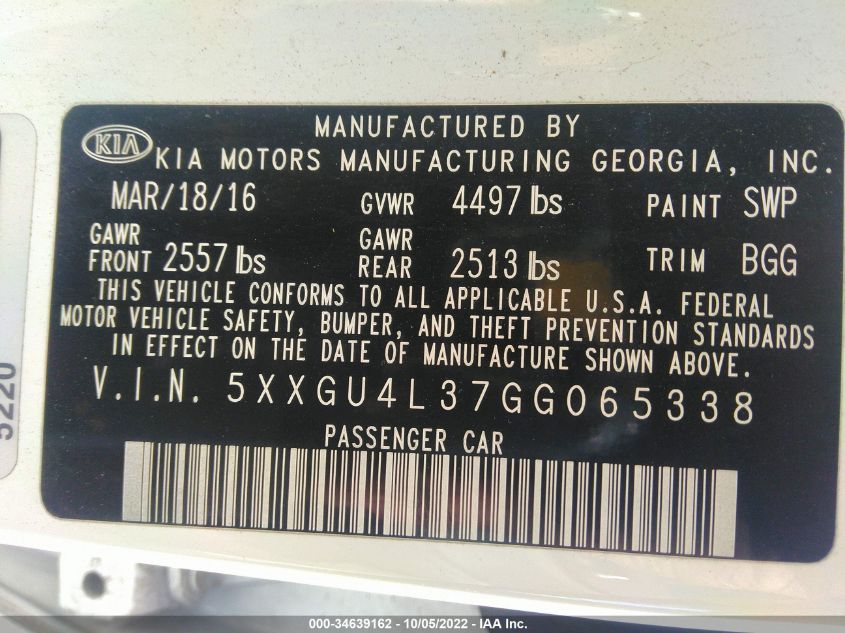 KIA
MANUFACTURED BY
KIA MOTORS MANUFACTURING GEORGIA, INC.
MAR/18/16 GVWR 4497 lbs PAINT SWP
GAWR FRONT 2557 lbs GAWR REAR 2513 lbs TRIM BGG
THIS VEHICLE CONFORMS TO ALL APPLICABLE U.S.A. FEDERAL
MOTOR VEHICLE SAFETY, BUMPER, AND THEFT PREVENTION STANDARDS
IN EFFECT ON THE DATE OF MANUFACTURE SHOWN ABOVE.
V.I.N. 5XXGU4L37GG065338
PASSENGER CAR
5220
000-34639162 - 10/05/2022 - IAA Inc.